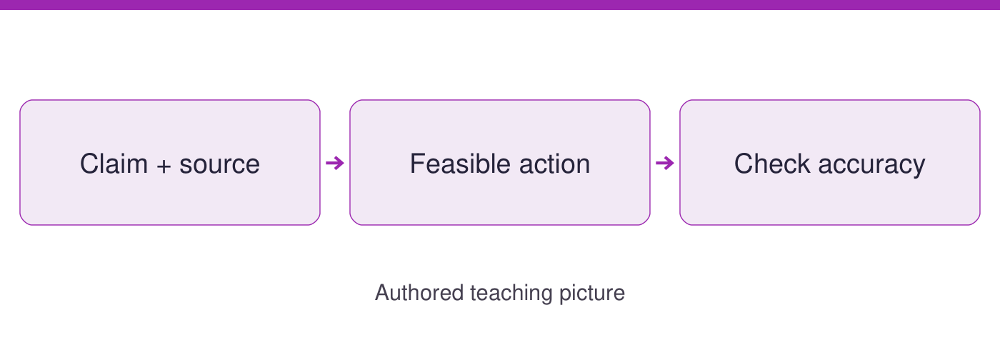 Claim + source
Feasible action
Check accuracy
Authored teaching picture